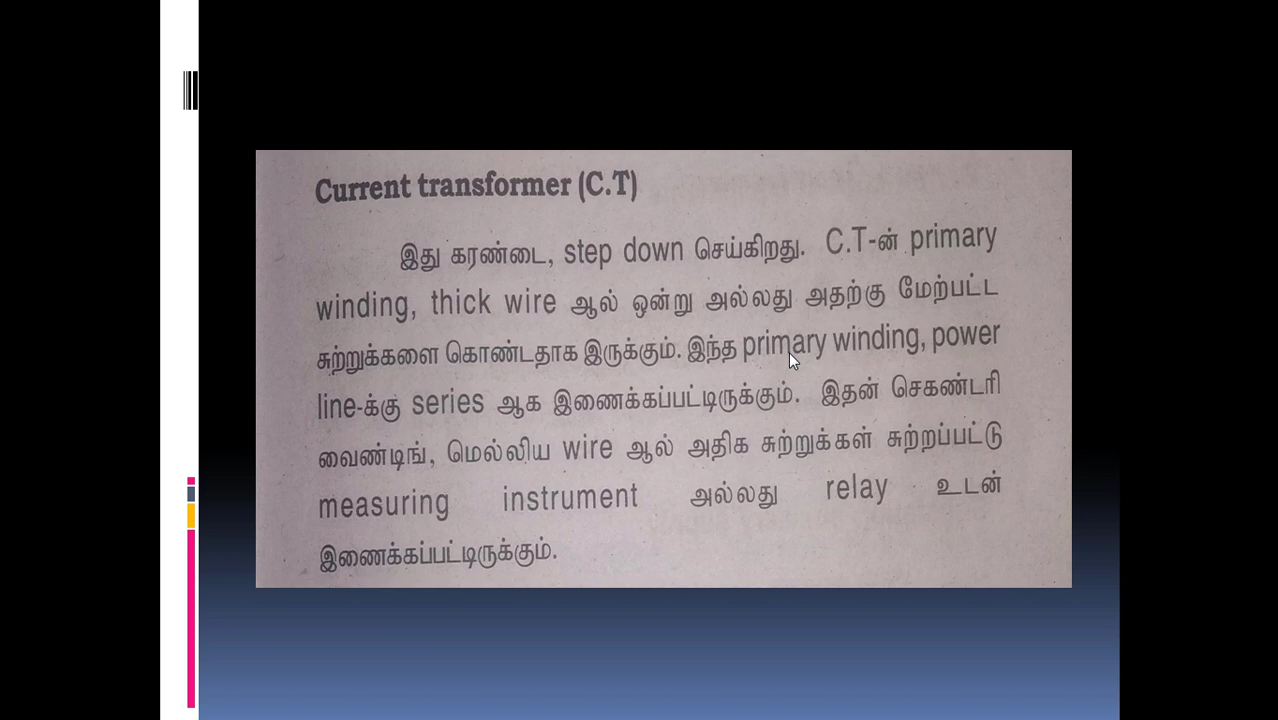 Current transformer (C.T)
இது கரண்டை, step down செய்கிறது. C.T-ன் primary
winding, thick wire ஆல் ஒன்று அல்லது அதற்கு மேற்பட்ட
சுற்றுக்களை கொண்டதாக இருக்கும். இந்த primary winding, power
line-க்கு series ஆக இணைக்கப்பட்டிருக்கும். இதன் செகண்டரி
வைண்டிங், மெல்லிய wire ஆல் அதிக சுற்றுக்கள் சுற்றப்பட்டு
measuring instrument அல்லது relay உடன்
இணைக்கப்பட்டிருக்கும்.